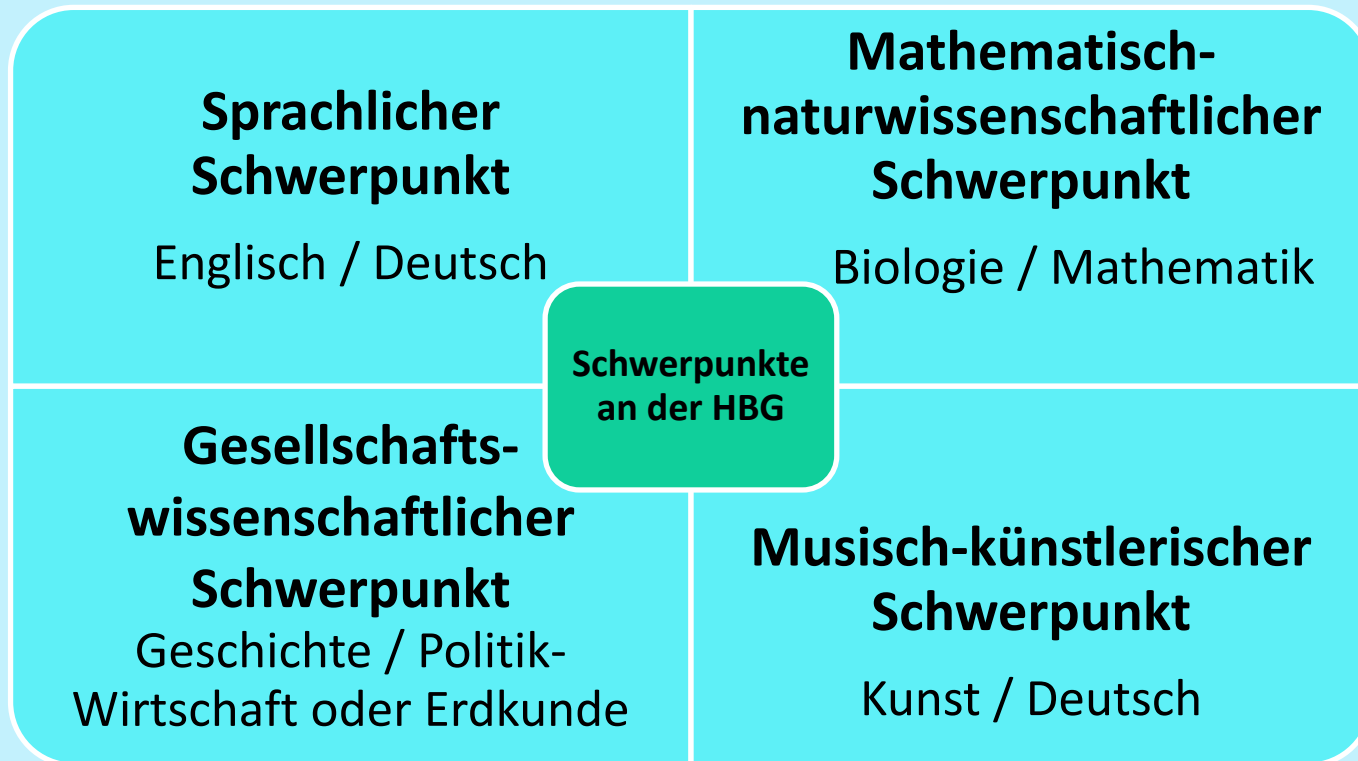 Sprachlicher
Schwerpunkt
Englisch / Deutsch
Mathematisch-
naturwissenschaftlicher
Schwerpunkt
Biologie / Mathematik
Schwerpunkte
an der HBG
Gesellschafts-
wissenschaftlicher
Schwerpunkt
Geschichte / Politik-
Wirtschaft oder Erdkunde
Musisch-künstlerischer
Schwerpunkt
Kunst / Deutsch